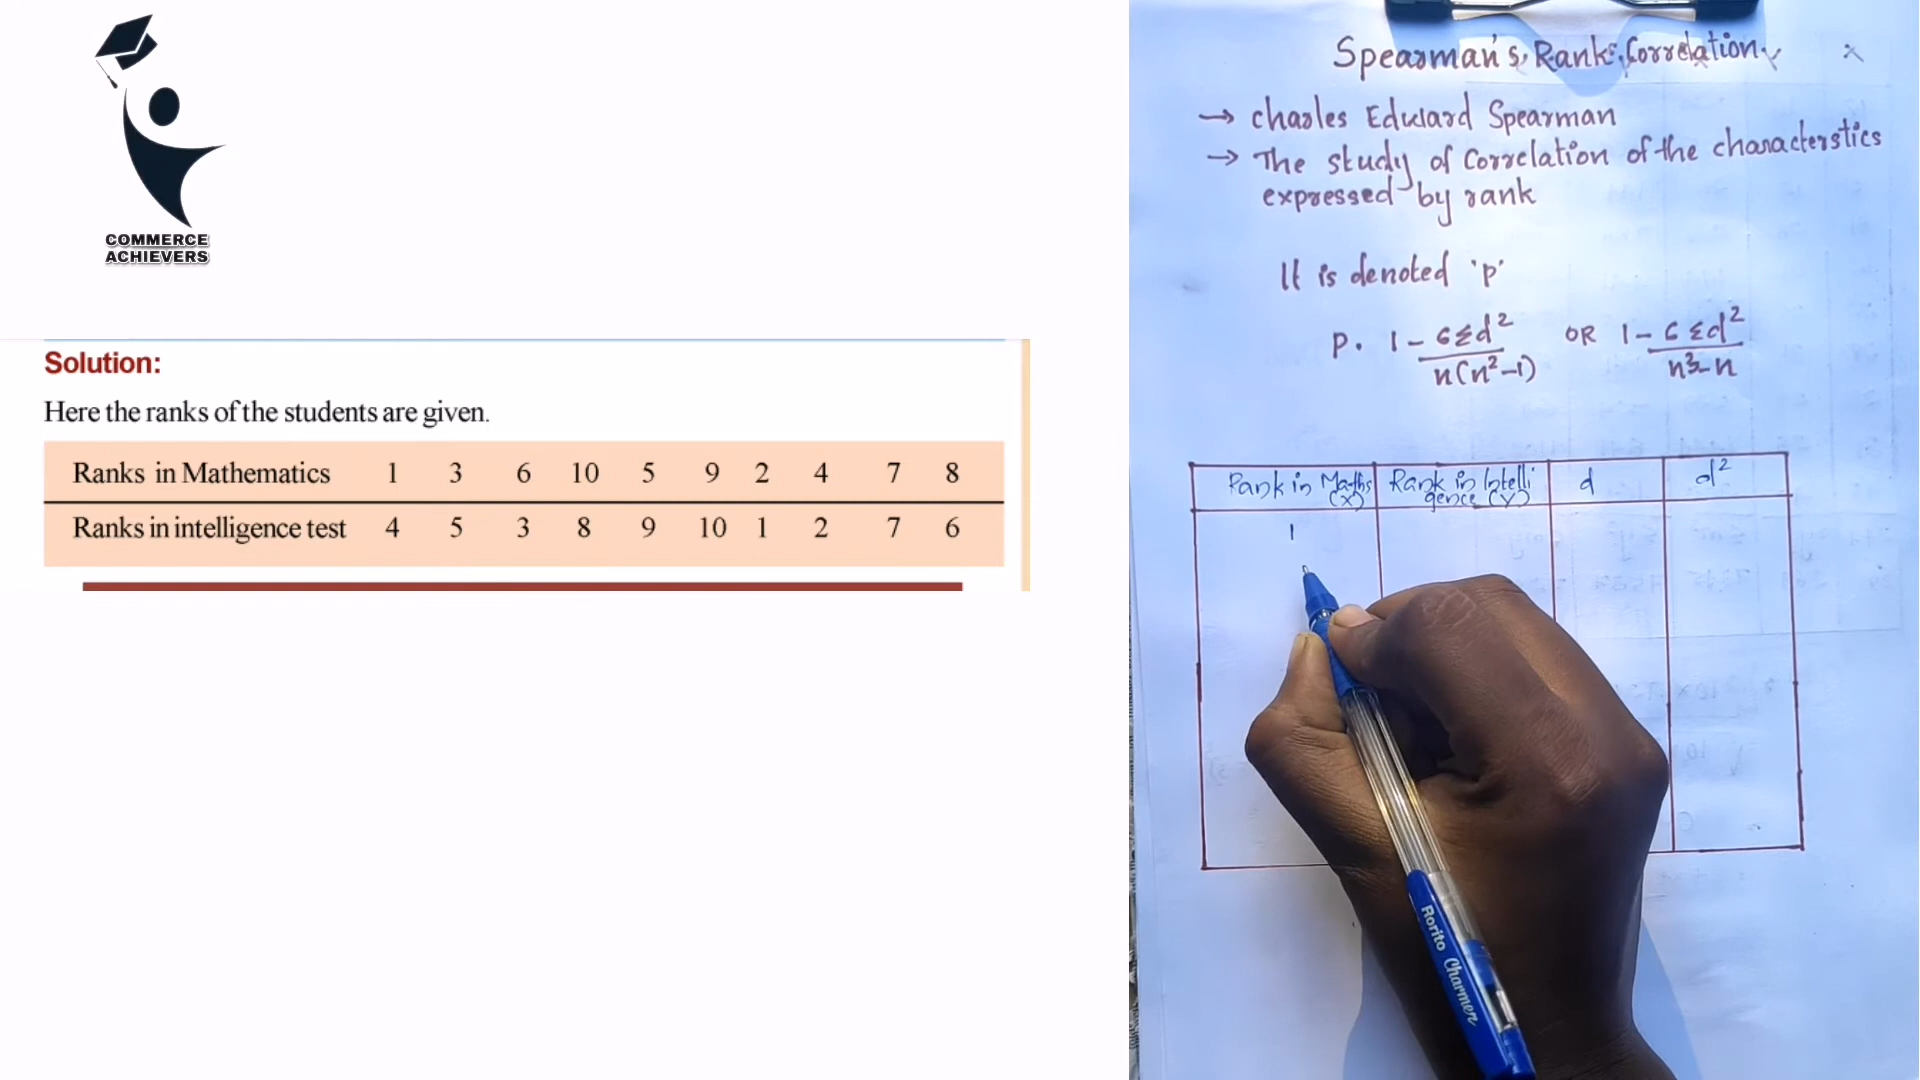 COMMERCE
ACHIEVERS
Solution:
Here the ranks of the students are given.
Ranks in Mathematics 1 3 6 10 5 9 2 4 7 8
Ranks in intelligence test 4 5 3 8 9 10 1 2 7 6
Spearman's Rank Correlation
→ Charles Edward Spearman
→ The study of Correlation of the characterstics
expressed by rank
It is denoted 'p'
P. 1 - 6Σd² / n(n²-1) OR 1 - 6Σd² / n³-n
Rank in Maths (X) Rank in Intelligence (Y) d d²
1
Rorito Charmer